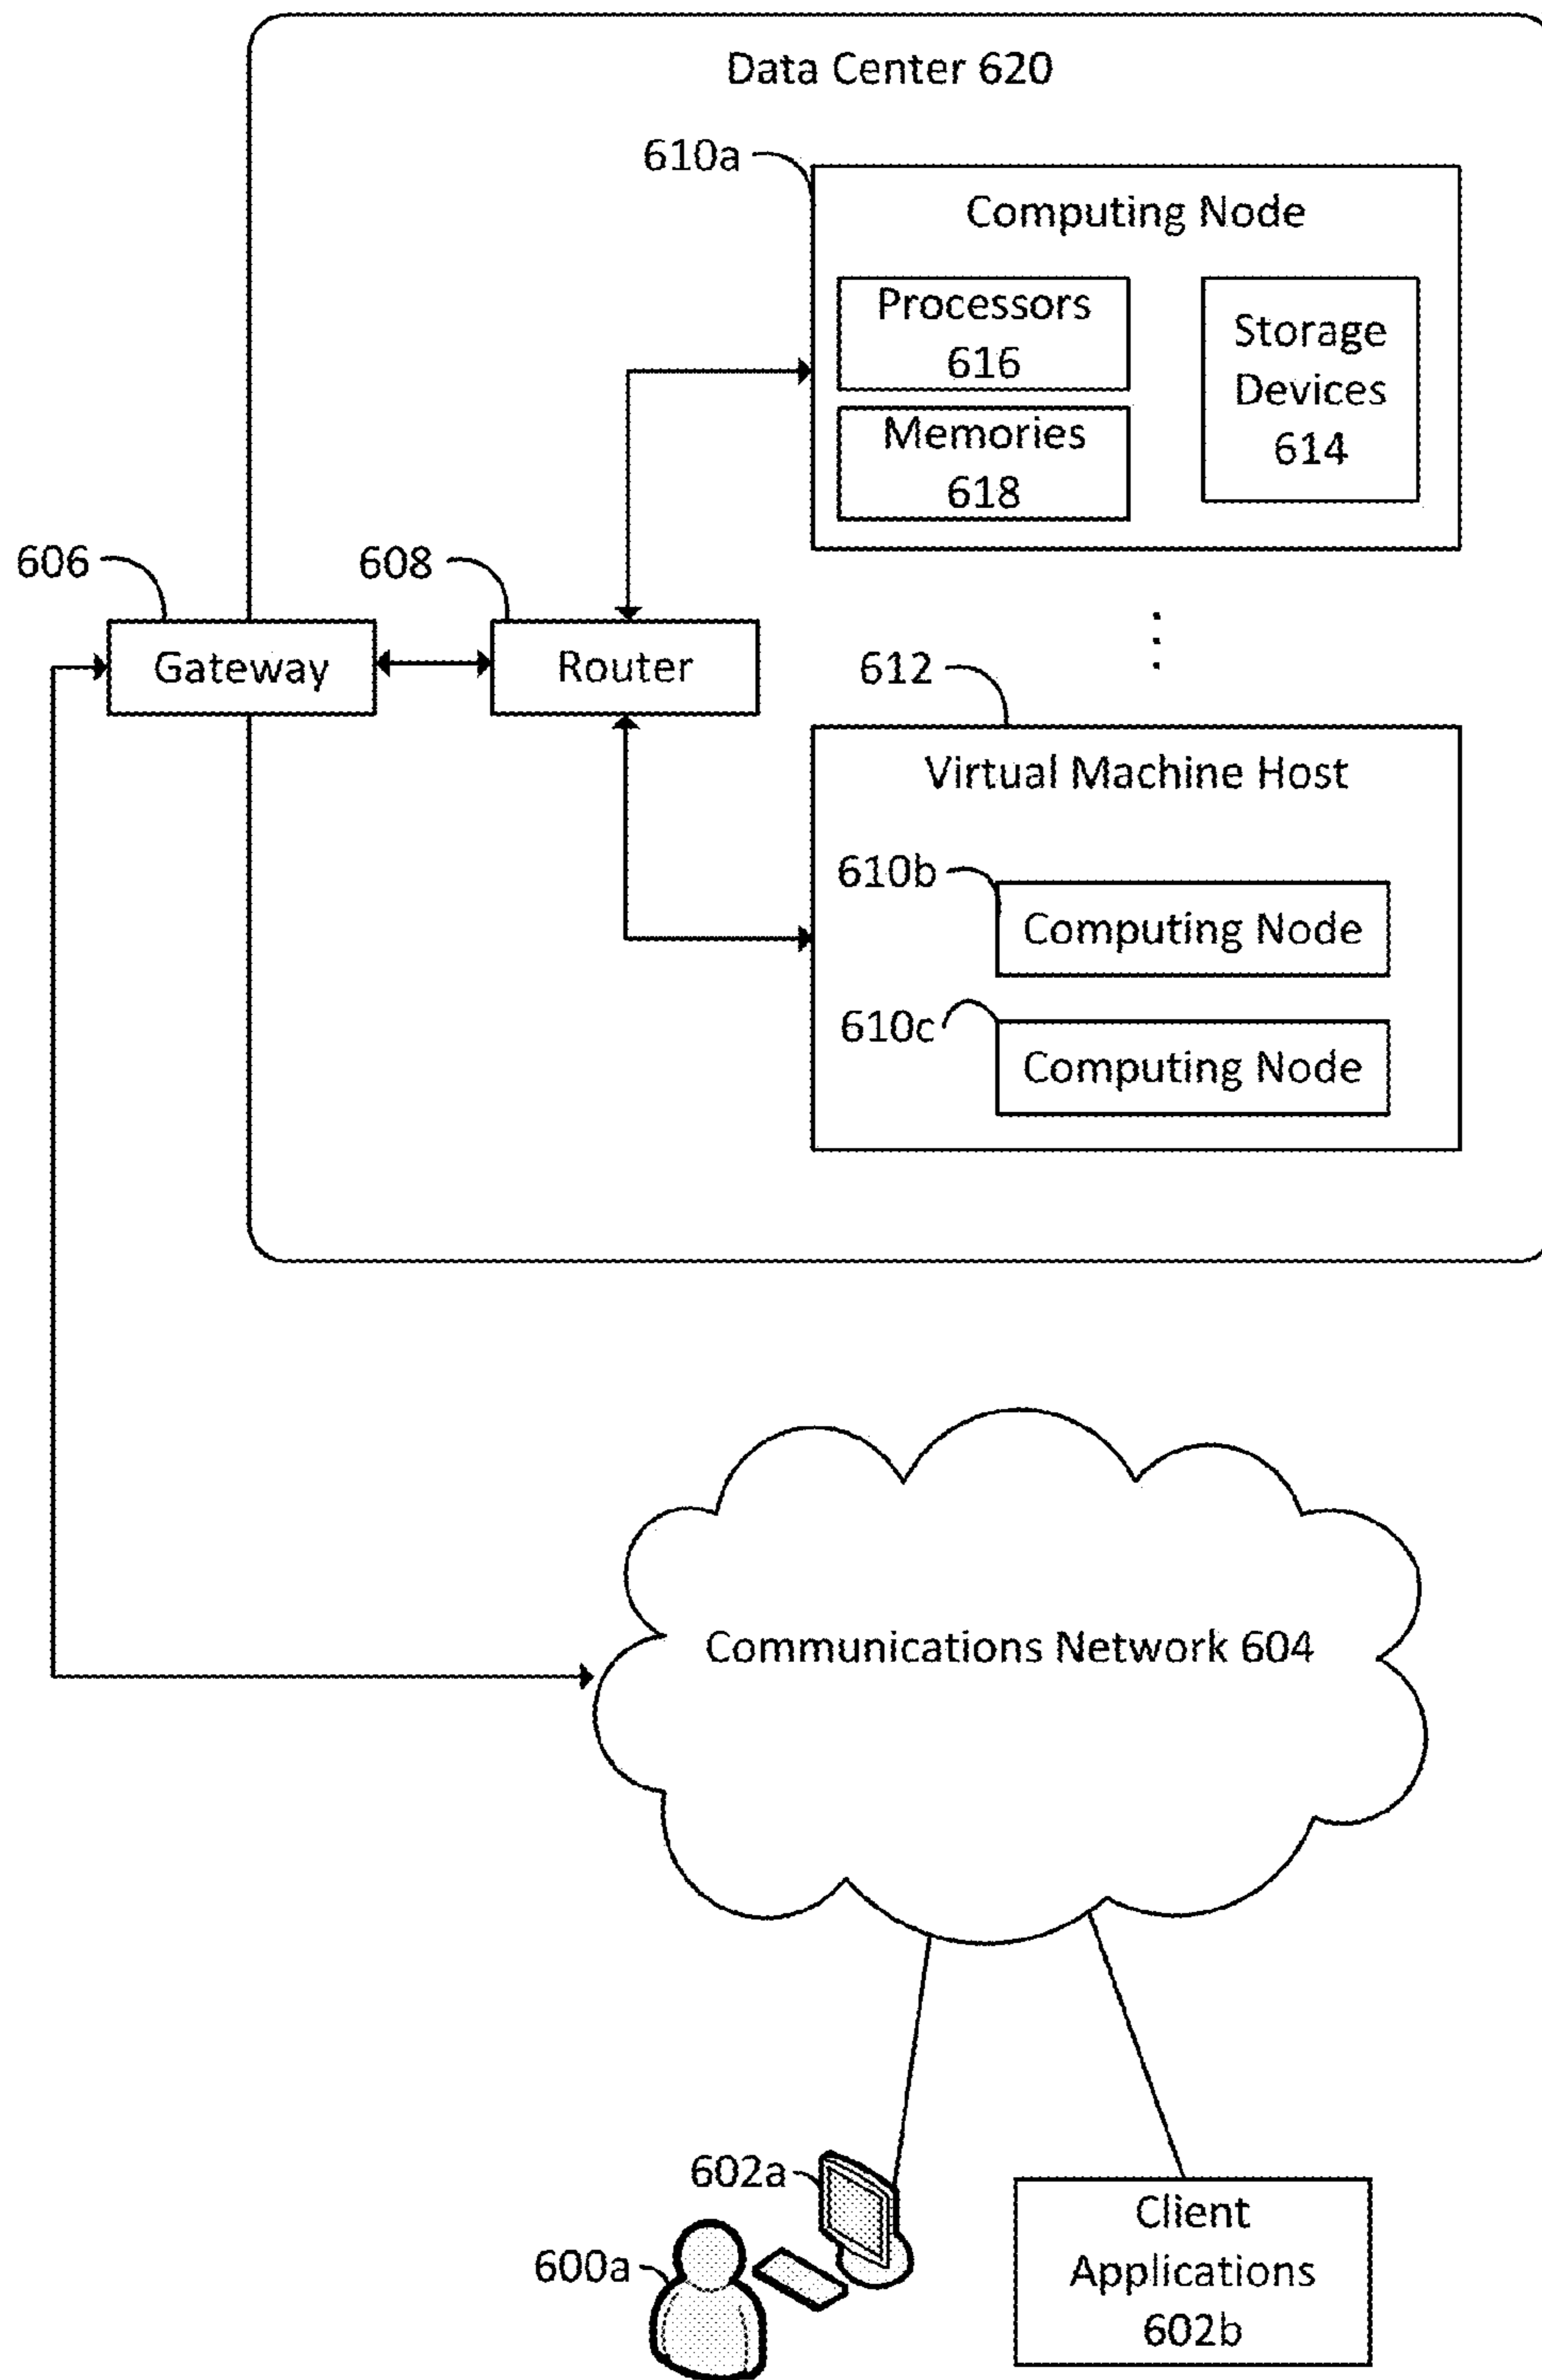 Data Center 620
610a
Computing Node
Processors
616
Storage
Devices
614
Memories
618
606
608
Gateway
Router
612
Virtual Machine Host
610b
Computing Node
610c
Computing Node
Communications Network 604
602a
600a
Client
Applications
602b